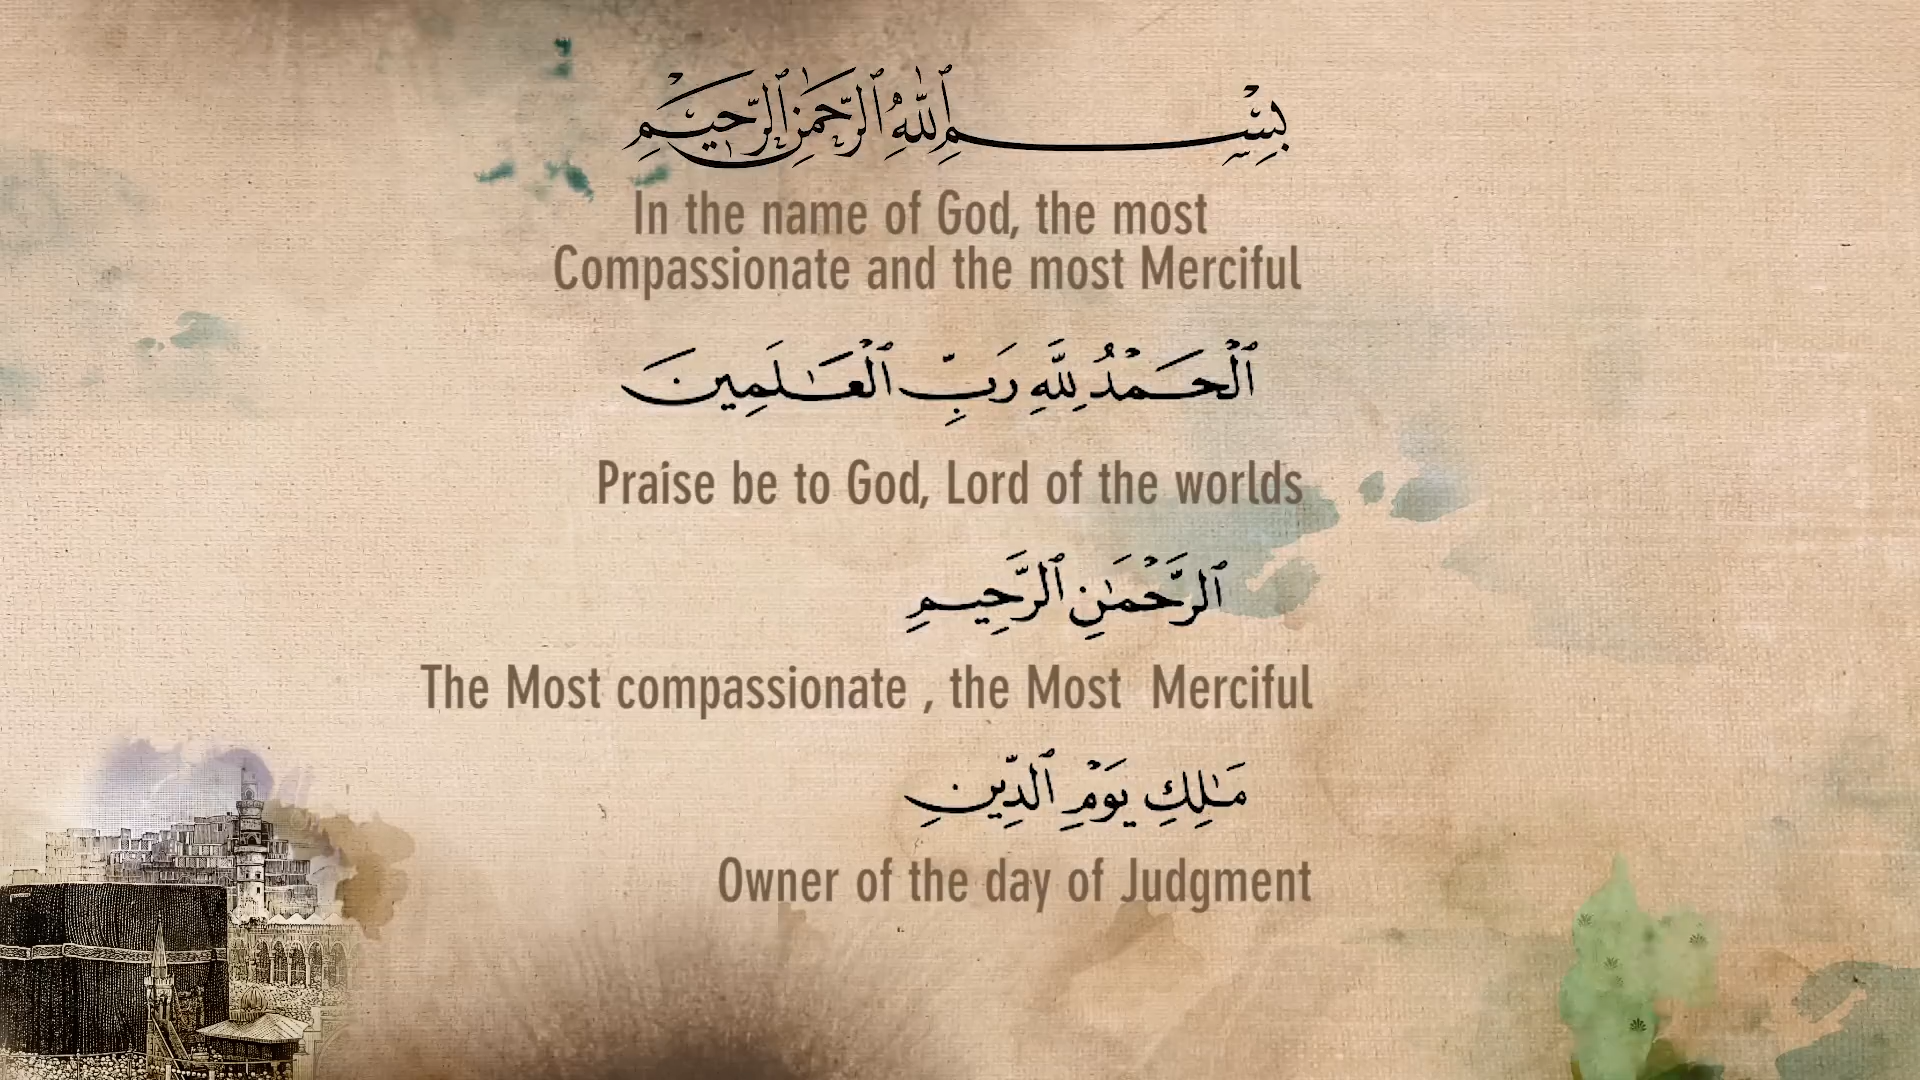 بِسْمِ ٱللَّهِ ٱلرَّحْمَٰنِ ٱلرَّحِيمِ
In the name of God, the most
Compassionate and the most Merciful
ٱلْحَمْدُ لِلَّهِ رَبِّ ٱلْعَـٰلَمِينَ
Praise be to God, Lord of the worlds
ٱلرَّحْمَـٰنِ ٱلرَّحِيمِ
The Most compassionate , the Most  Merciful
مَـٰلِكِ يَوْمِ ٱلدِّينِ
Owner of the day of Judgment